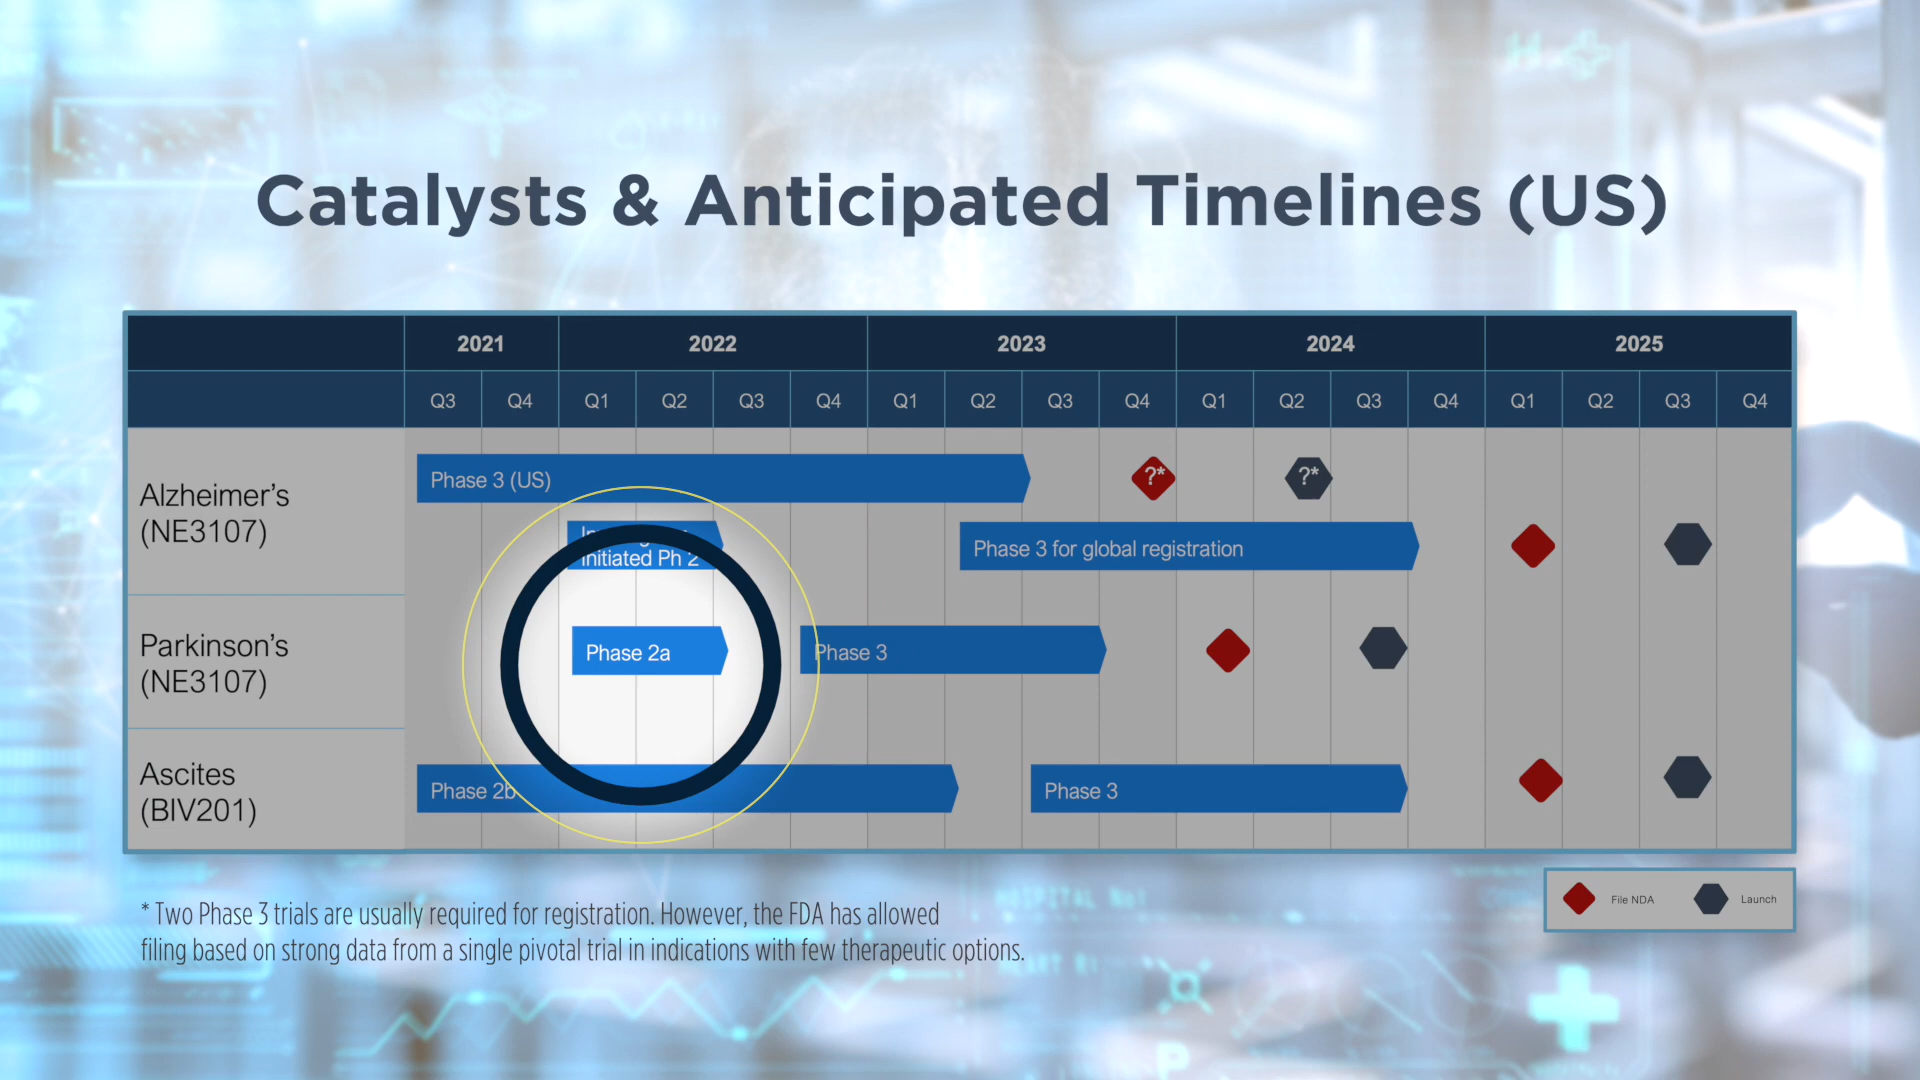 Catalysts & Anticipated Timelines (US)
2021 2022 2023 2024 2025
Q3 Q4 Q1 Q2 Q3 Q4 Q1 Q2 Q3 Q4 Q1 Q2 Q3 Q4 Q1 Q2 Q3 Q4
Alzheimer's
(NE3107)
Phase 3 (US)
?* ?*
Initiated Ph 2
Phase 3 for global registration
Parkinson's
(NE3107)
Phase 2a
Phase 3
Ascites
(BIV201)
Phase 2b
Phase 3
File NDA Launch
* Two Phase 3 trials are usually required for registration. However, the FDA has allowed
filing based on strong data from a single pivotal trial in indications with few therapeutic options.